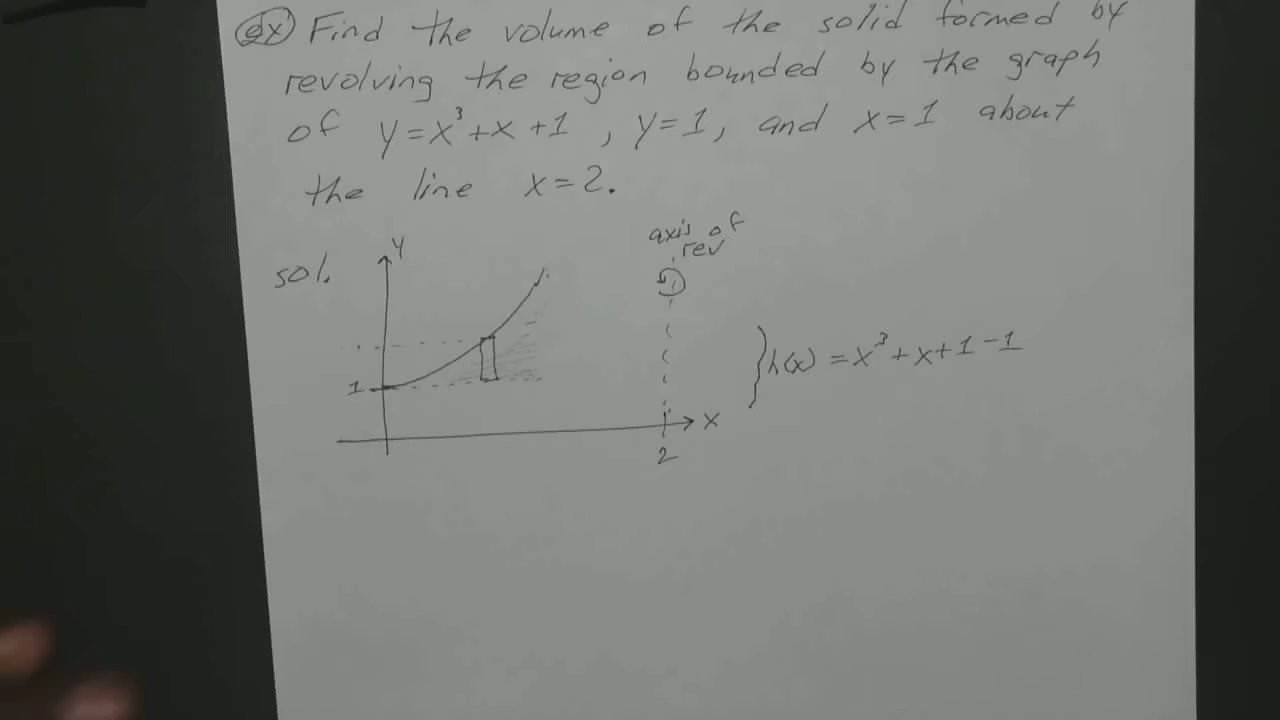 Ex) Find the volume of the solid formed by
revolving the region bounded by the graph
of y=x³+x+1, y=1, and x=1 about
the line x=2.
sol.
y
axis of
rev
1
x
2
}h(x) = x³+x+1-1